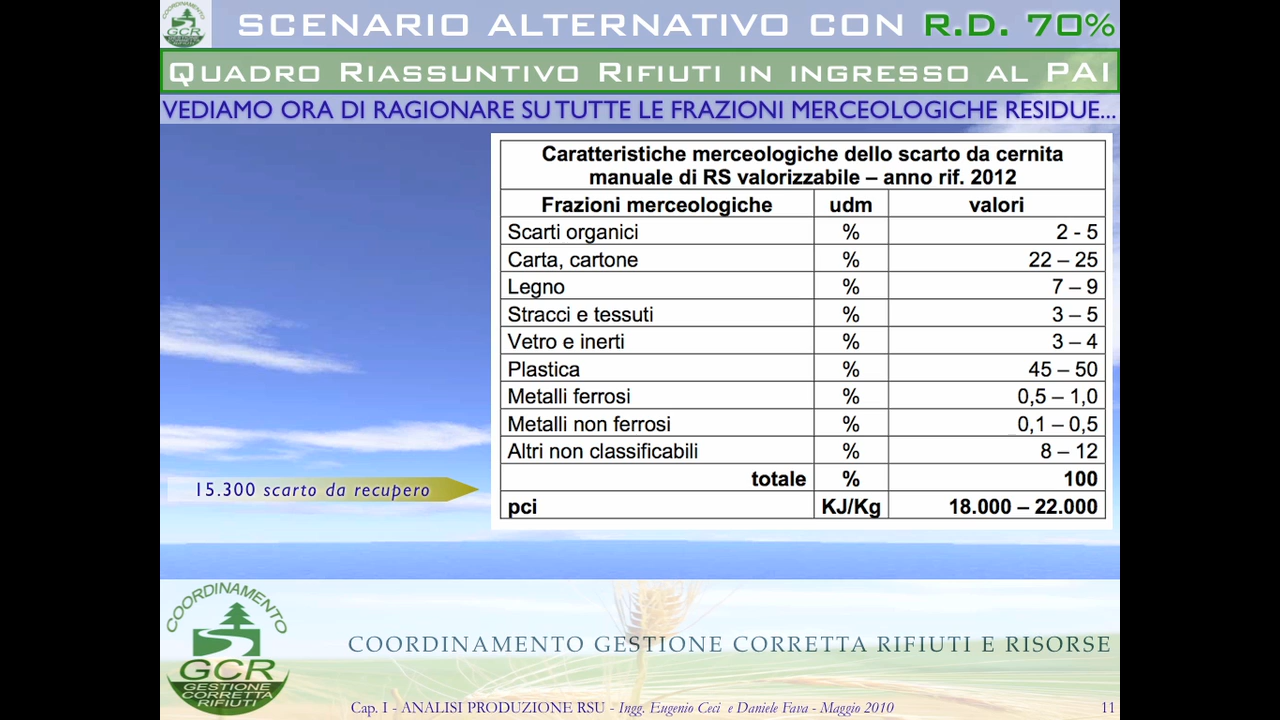 GCR
SCENARIO ALTERNATIVO CON R.D. 70%
QUADRO RIASSUNTIVO RIFIUTI IN INGRESSO AL PAI
VEDIAMO ORA DI RAGIONARE SU TUTTE LE FRAZIONI MERCEOLOGICHE RESIDUE...
Caratteristiche merceologiche dello scarto da cernita
manuale di RS valorizzabile – anno rif. 2012
Frazioni merceologiche udm valori
Scarti organici % 2 - 5
Carta, cartone % 22 – 25
Legno % 7 – 9
Stracci e tessuti % 3 – 5
Vetro e inerti % 3 – 4
Plastica % 45 – 50
Metalli ferrosi % 0,5 – 1,0
Metalli non ferrosi % 0,1 – 0,5
Altri non classificabili % 8 – 12
totale % 100
pci KJ/Kg 18.000 – 22.000
15.300 scarto da recupero
COORDINAMENTO
GCR
GESTIONE
CORRETTA
RIFIUTI
COORDINAMENTO GESTIONE CORRETTA RIFIUTI E RISORSE
Cap. I - ANALISI PRODUZIONE RSU - Ingg. Eugenio Ceci e Daniele Fava - Maggio 2010
11